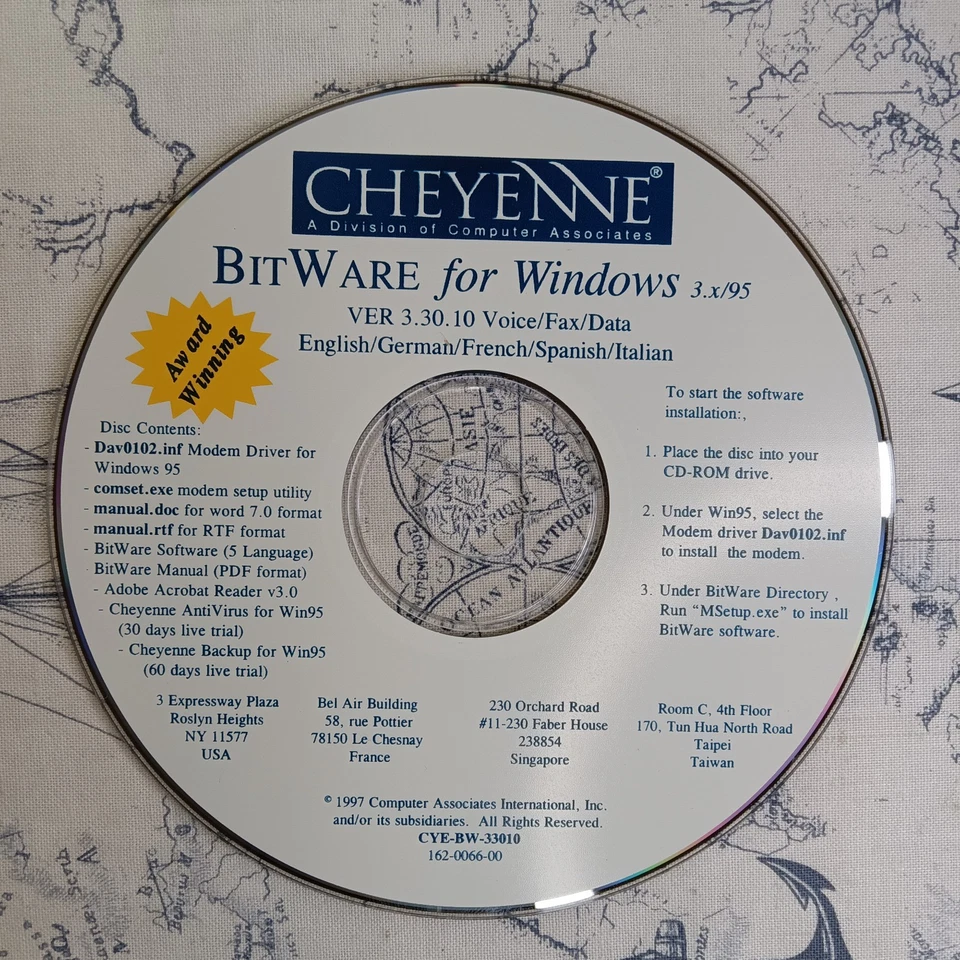 CHEYENNE®
A Division of Computer Associates
BITWARE for Windows 3.x/95
VER 3.30.10 Voice/Fax/Data
English/German/French/Spanish/Italian
Award
Winning
Disc Contents:
- Dav0102.inf Modem Driver for
Windows 95
- comset.exe modem setup utility
- manual.doc for word 7.0 format
- manual.rtf for RTF format
- BitWare Software (5 Language)
BitWare Manual (PDF format)
- Adobe Acrobat Reader v3.0
- Cheyenne AntiVirus for Win95
(30 days live trial)
- Cheyenne Backup for Win95
(60 days live trial)
To start the software
installation:,
1. Place the disc into your
CD-ROM drive.
2. Under Win95, select the
Modem driver Dav0102.inf
to install the modem.
3. Under BitWare Directory ,
Run "MSetup.exe" to install
BitWare software.
ASIE
OCEAN ATLANTIQUE
3 Expressway Plaza
Roslyn Heights
NY 11577
USA
Bel Air Building
58, rue Pottier
78150 Le Chesnay
France
230 Orchard Road
#11-230 Faber House
238854
Singapore
Room C, 4th Floor
170, Tun Hua North Road
Taipei
Taiwan
© 1997 Computer Associates International, Inc.
and/or its subsidiaries. All Rights Reserved.
CYE-BW-33010
162-0066-00